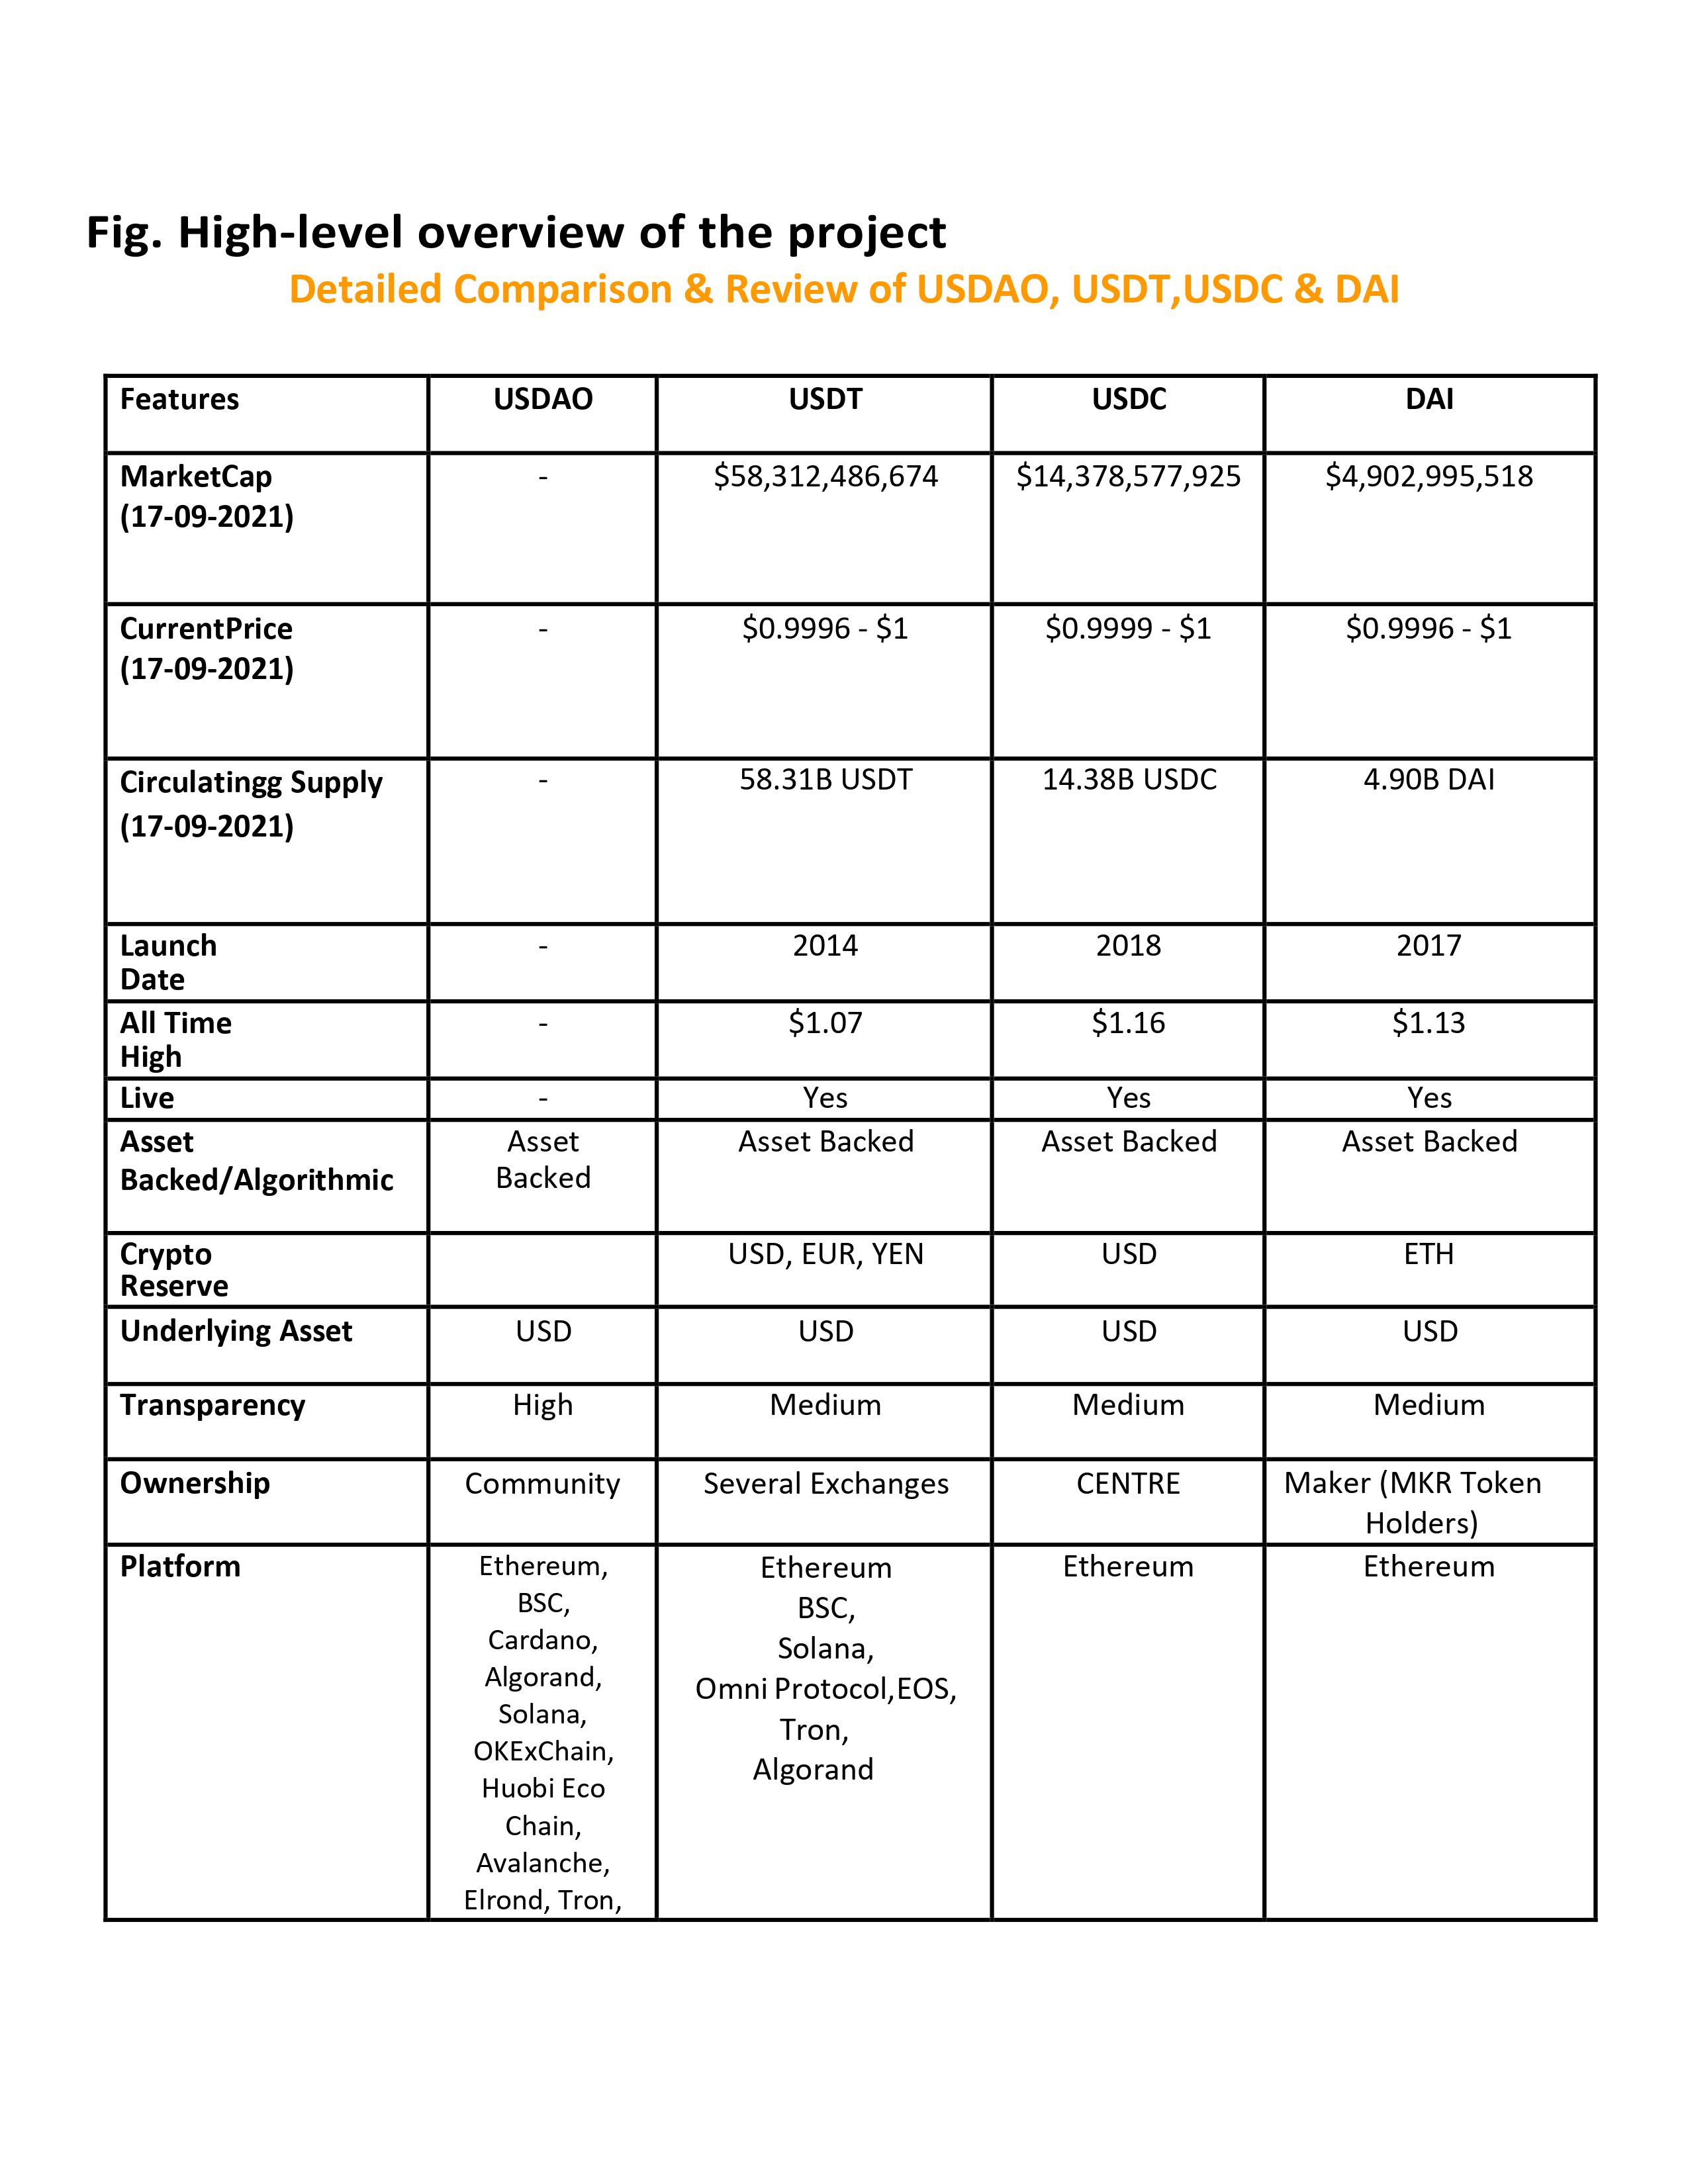 Fig. High-level overview of the project
Detailed Comparison & Review of USDAO, USDT,USDC & DAI
Features USDAO USDT USDC DAI
MarketCap - $58,312,486,674 $14,378,577,925 $4,902,995,518
(17-09-2021)
CurrentPrice - $0.9996 - $1 $0.9999 - $1 $0.9996 - $1
(17-09-2021)
Circulatingg Supply - 58.31B USDT 14.38B USDC 4.90B DAI
(17-09-2021)
Launch - 2014 2018 2017
Date
All Time - $1.07 $1.16 $1.13
High
Live - Yes Yes Yes
Asset Asset Asset Backed Asset Backed Asset Backed
Backed/Algorithmic Backed
Crypto USD, EUR, YEN USD ETH
Reserve
Underlying Asset USD USD USD USD
Transparency High Medium Medium Medium
Ownership Community Several Exchanges CENTRE Maker (MKR Token
Holders)
Platform Ethereum, Ethereum Ethereum Ethereum
BSC, BSC,
Cardano, Solana,
Algorand, Omni Protocol,EOS,
Solana, Tron,
OKExChain, Algorand
Huobi Eco
Chain,
Avalanche,
Elrond, Tron,